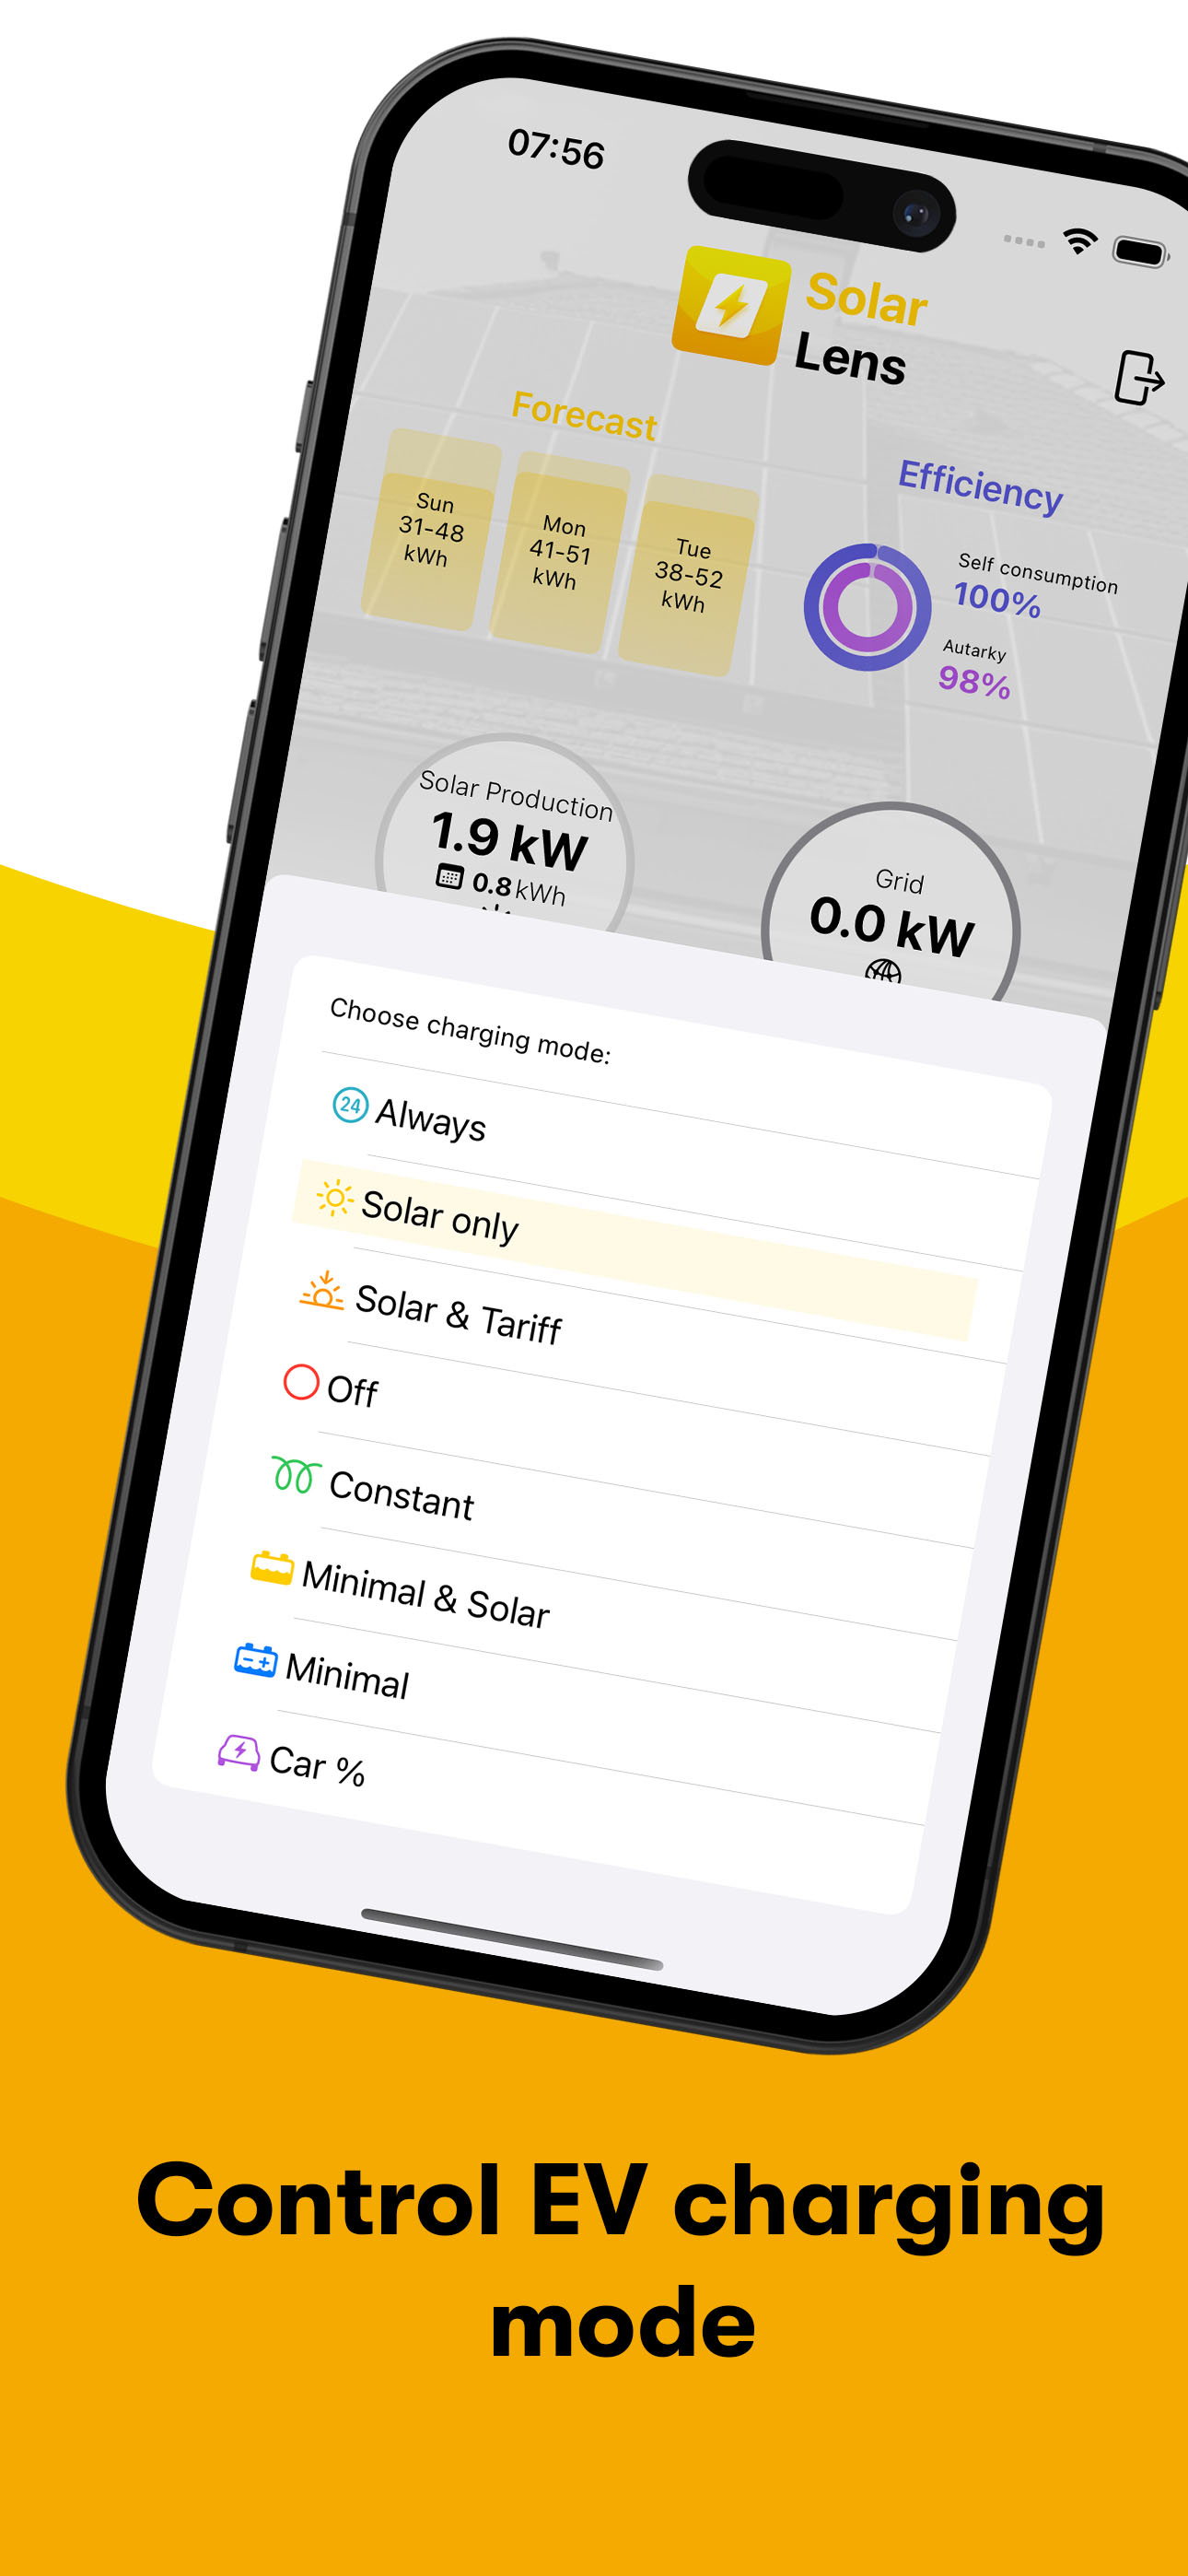 07:56
Solar
Lens
Forecast
Efficiency
Sun
31-48
kWh
Mon
41-51
kWh
Tue
38-52
kWh
Self consumption
100%
Autarky
98%
Solar Production
1.9 kW
0.8 kWh
Grid
0.0 kW
Choose charging mode:
24 Always
Solar only
Solar & Tariff
Off
Constant
Minimal & Solar
Minimal
Car %
Control EV charging
mode